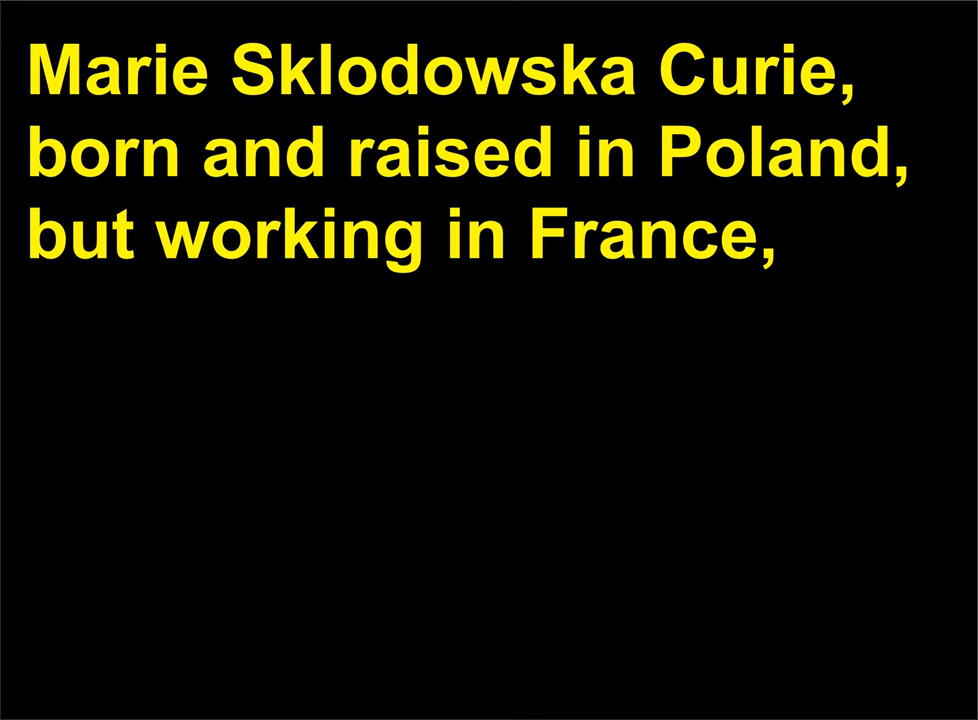 Marie Sklodowska Curie,
born and raised in Poland,
but working in France,